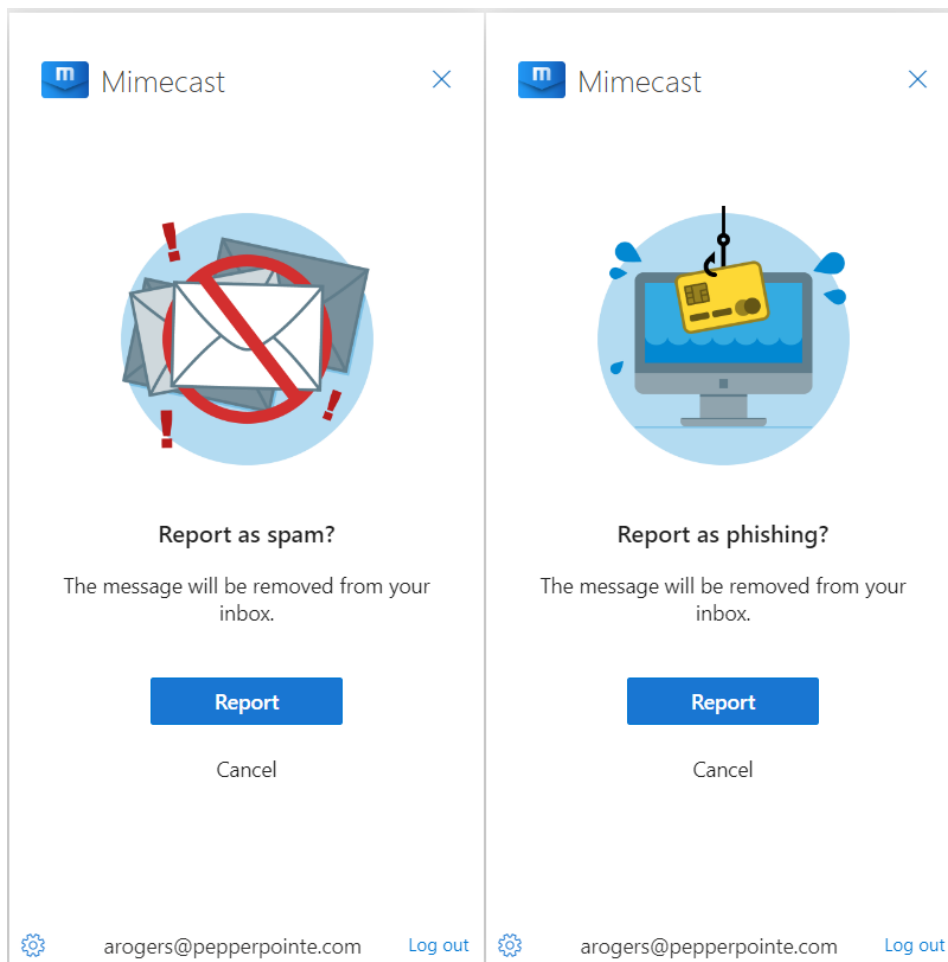 m Mimecast
Report as spam?
The message will be removed from your
inbox.
Report
Cancel
arogers@pepperpointe.com Log out
m Mimecast
Report as phishing?
The message will be removed from your
inbox.
Report
Cancel
arogers@pepperpointe.com Log out